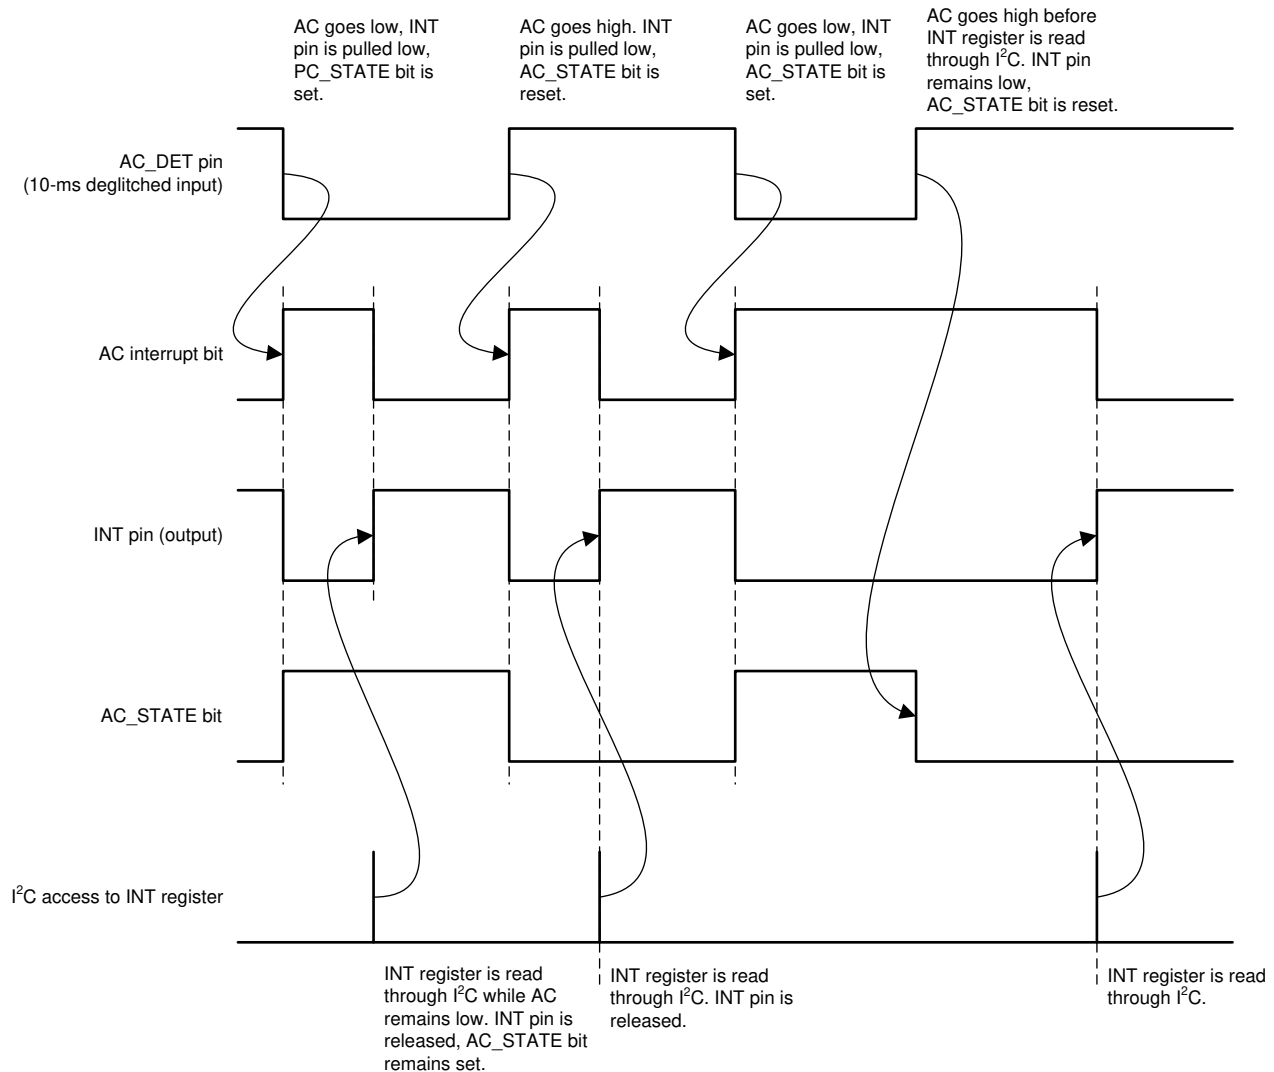 AC goes low, INT
pin is pulled low,
PC_STATE bit is
set.
AC goes high. INT
pin is pulled low,
AC_STATE bit is
reset.
AC goes low, INT
pin is pulled low,
AC_STATE bit is
set.
AC goes high before
INT register is read
through I²C. INT pin
remains low,
AC_STATE bit is reset.
AC_DET pin
(10-ms deglitched input)
AC interrupt bit
INT pin (output)
AC_STATE bit
I²C access to INT register
INT register is read
through I²C while AC
remains low. INT pin is
released, AC_STATE bit
remains set.
INT register is read
through I²C. INT pin is
released.
INT register is read
through I²C.